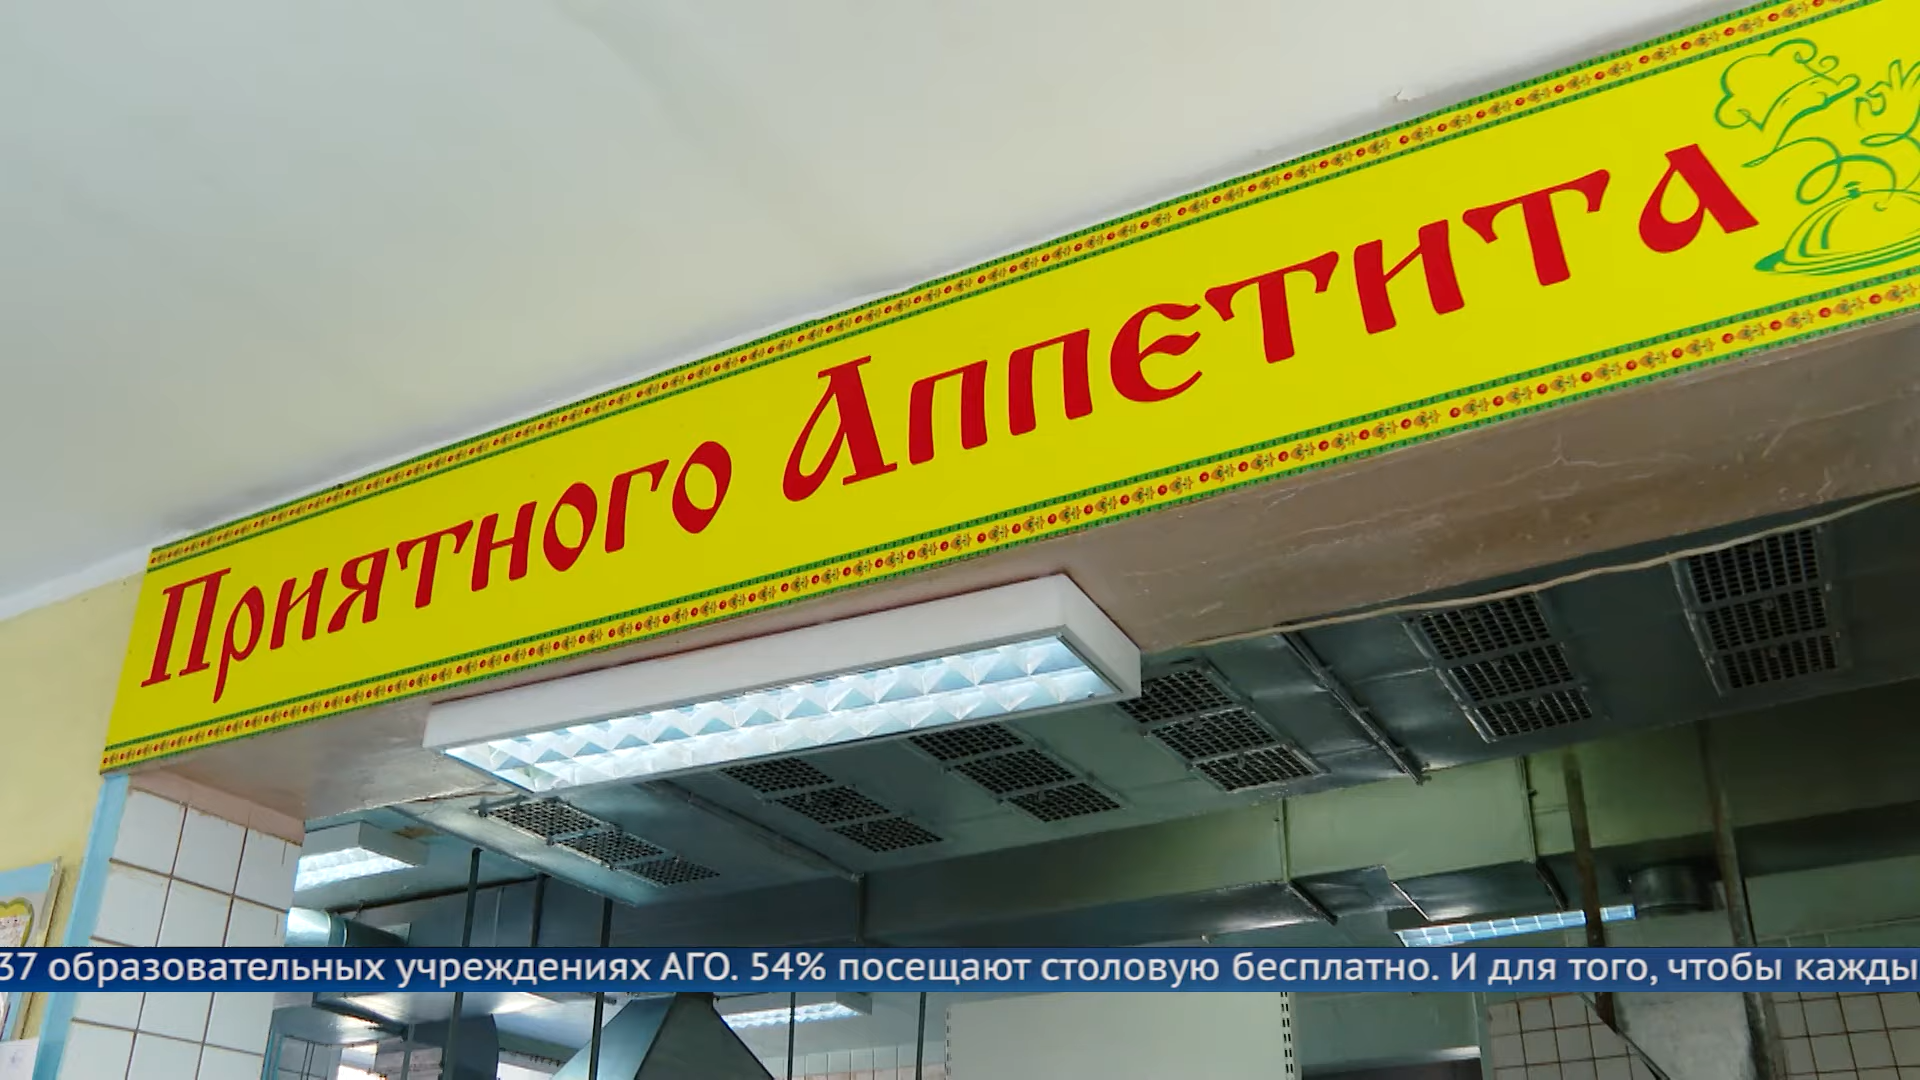 Приятного Аппетита
37 образовательных учреждениях АГО. 54% посещают столовую бесплатно. И для того, чтобы кажды